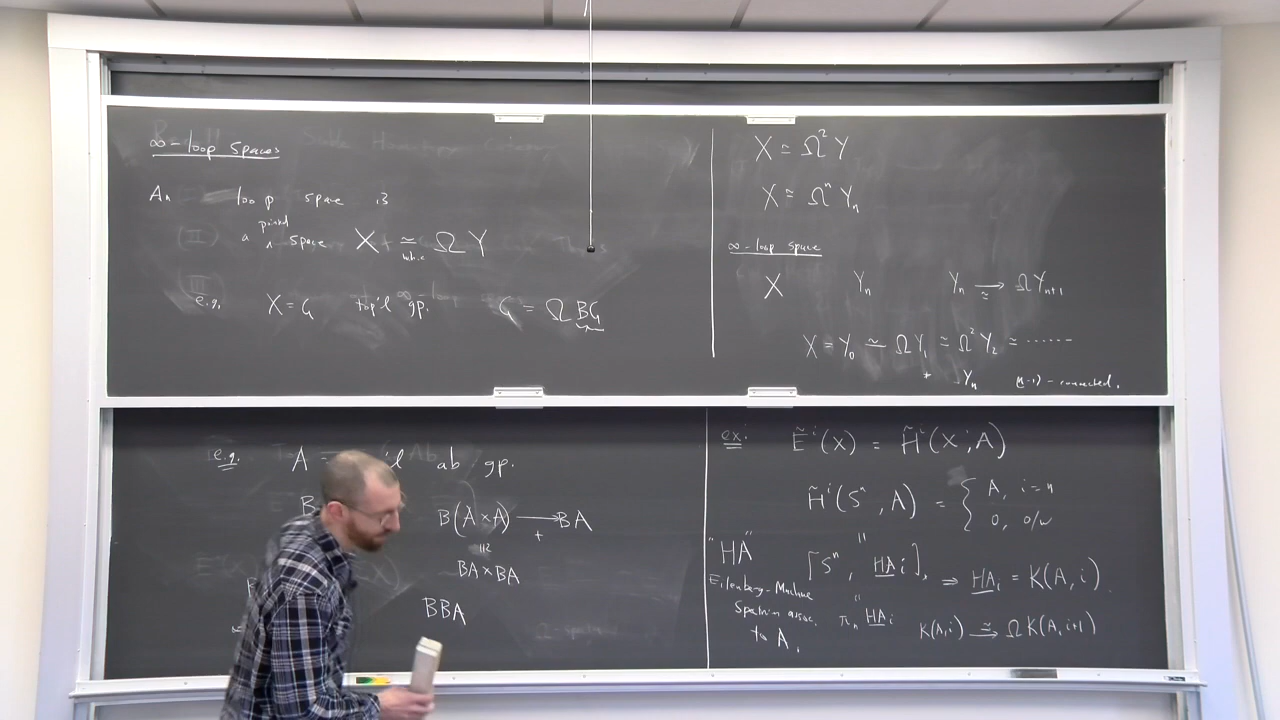 ∞-loop spaces
An loop space is
pointed
a ∧ space X ≃ ΩY
w.h.e
e.g. X = G top'l gp. G = ΩBG
X ≃ Ω²Y
X ≃ ΩⁿYₙ
∞-loop space
X Yₙ Yₙ ⟶ ΩYₙ₊₁
≃
X = Y₀ ≃ ΩY₁ ≃ Ω²Y₂ ≃ ······
Yₙ (n-1)-connected.
e.g. A = 'l ab gp.
B(A×A) ⟶ BA
+
BA×BA
BBA
ex: Ẽⁱ(X) = H̃ⁱ(X;A)
H̃ⁱ(Sⁿ,A) = { A, i=n
0, o/w
"HA" [Sⁿ, HAᵢ]* ⇒ HAᵢ = K(A,i).
Eilenberg-Maclane
Spectrum assoc.
to A.
πₙ HAᵢ K(A,i) ⟶ ΩK(A,i+1)
≃